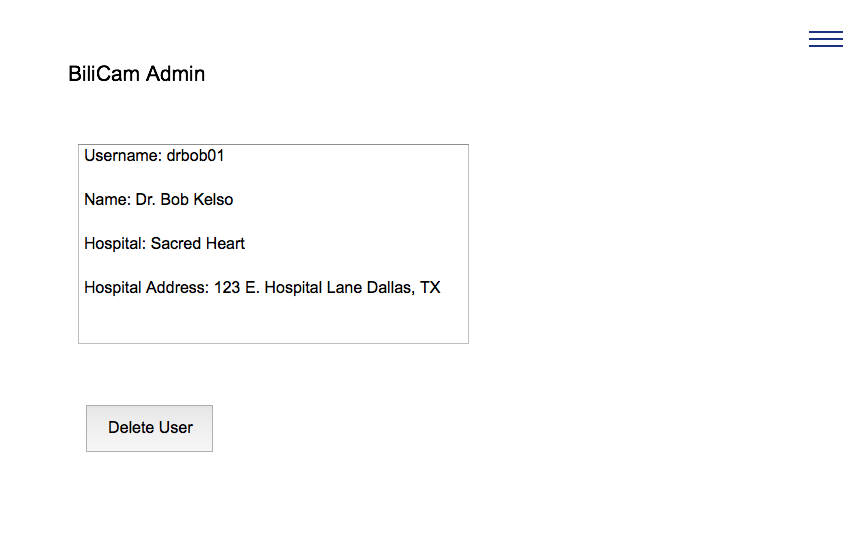 BiliCam Admin
Username: drbob01
Name: Dr. Bob Kelso
Hospital: Sacred Heart
Hospital Address: 123 E. Hospital Lane Dallas, TX
Delete User